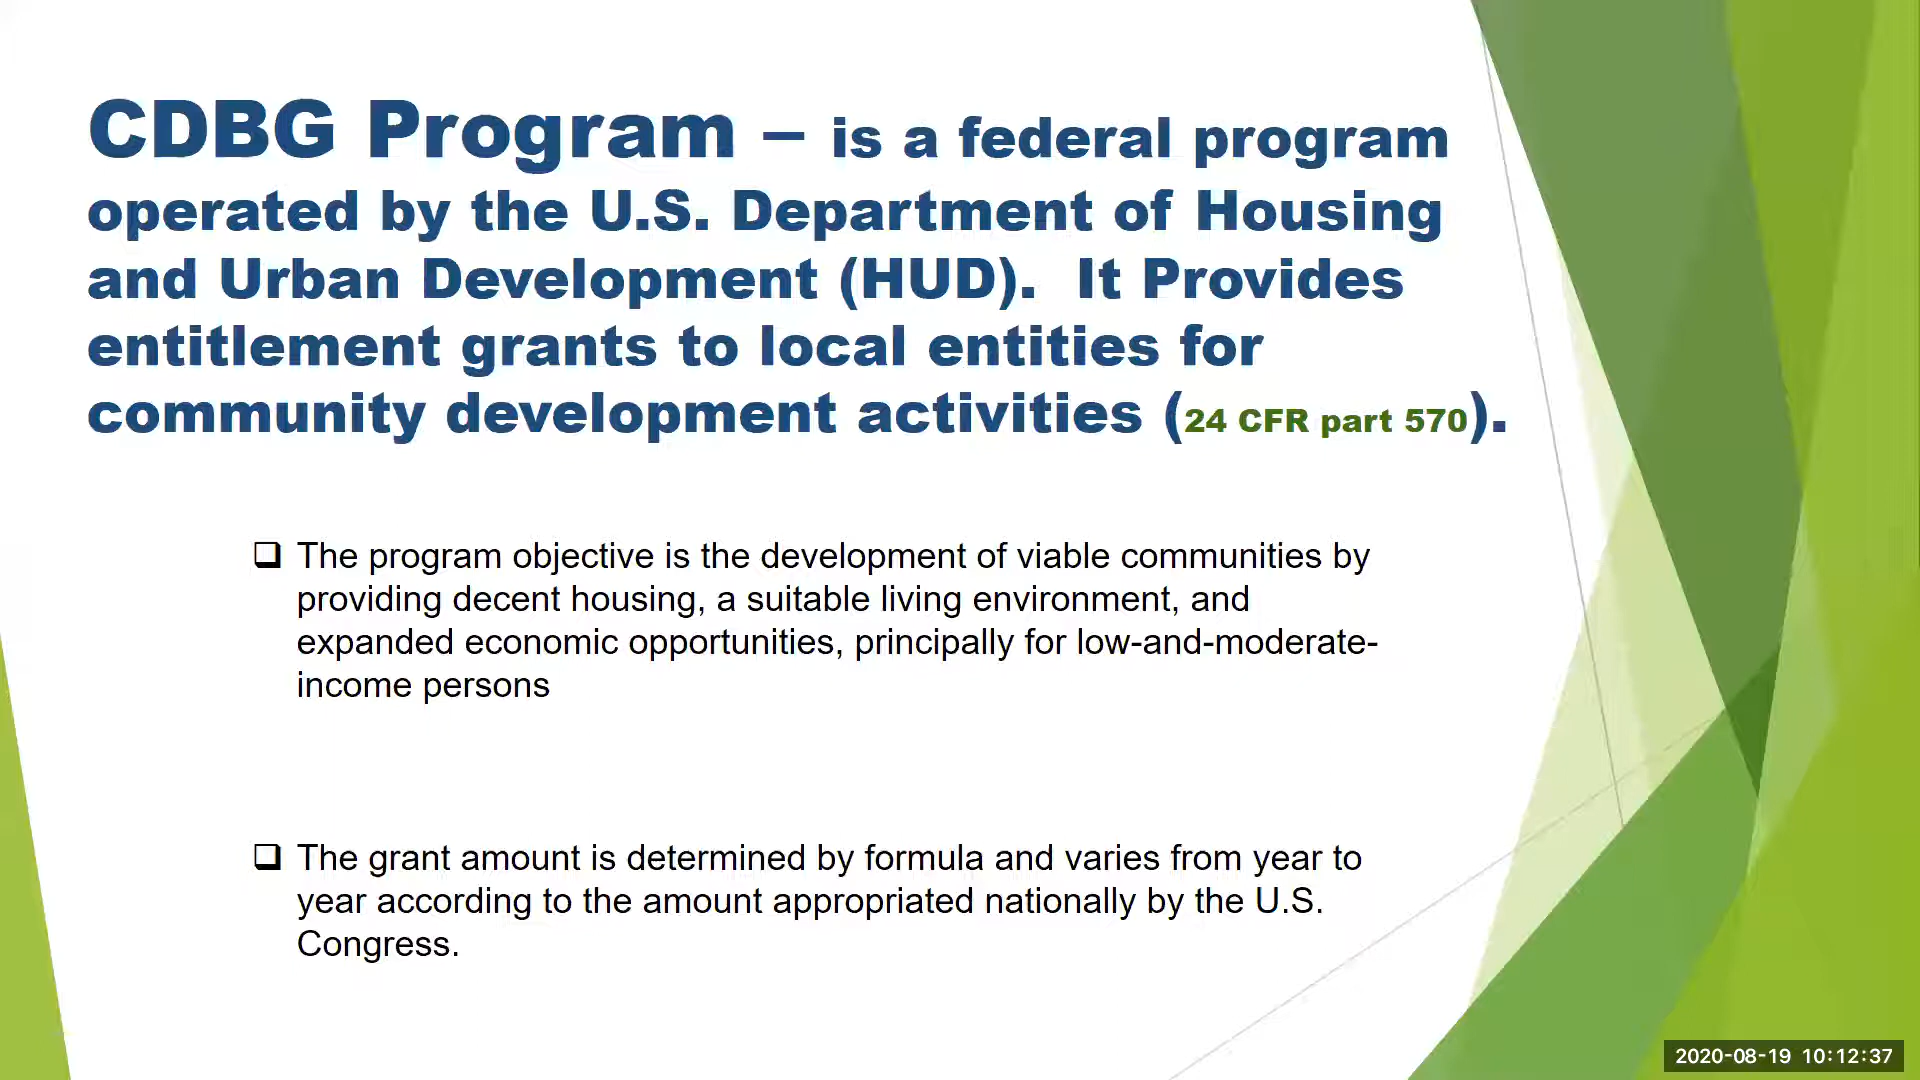 CDBG Program – is a federal program
operated by the U.S. Department of Housing
and Urban Development (HUD).  It Provides
entitlement grants to local entities for
community development activities (24 CFR part 570).
❑ The program objective is the development of viable communities by
providing decent housing, a suitable living environment, and
expanded economic opportunities, principally for low-and-moderate-
income persons
❑ The grant amount is determined by formula and varies from year to
year according to the amount appropriated nationally by the U.S.
Congress.
2020-08-19 10:12:37